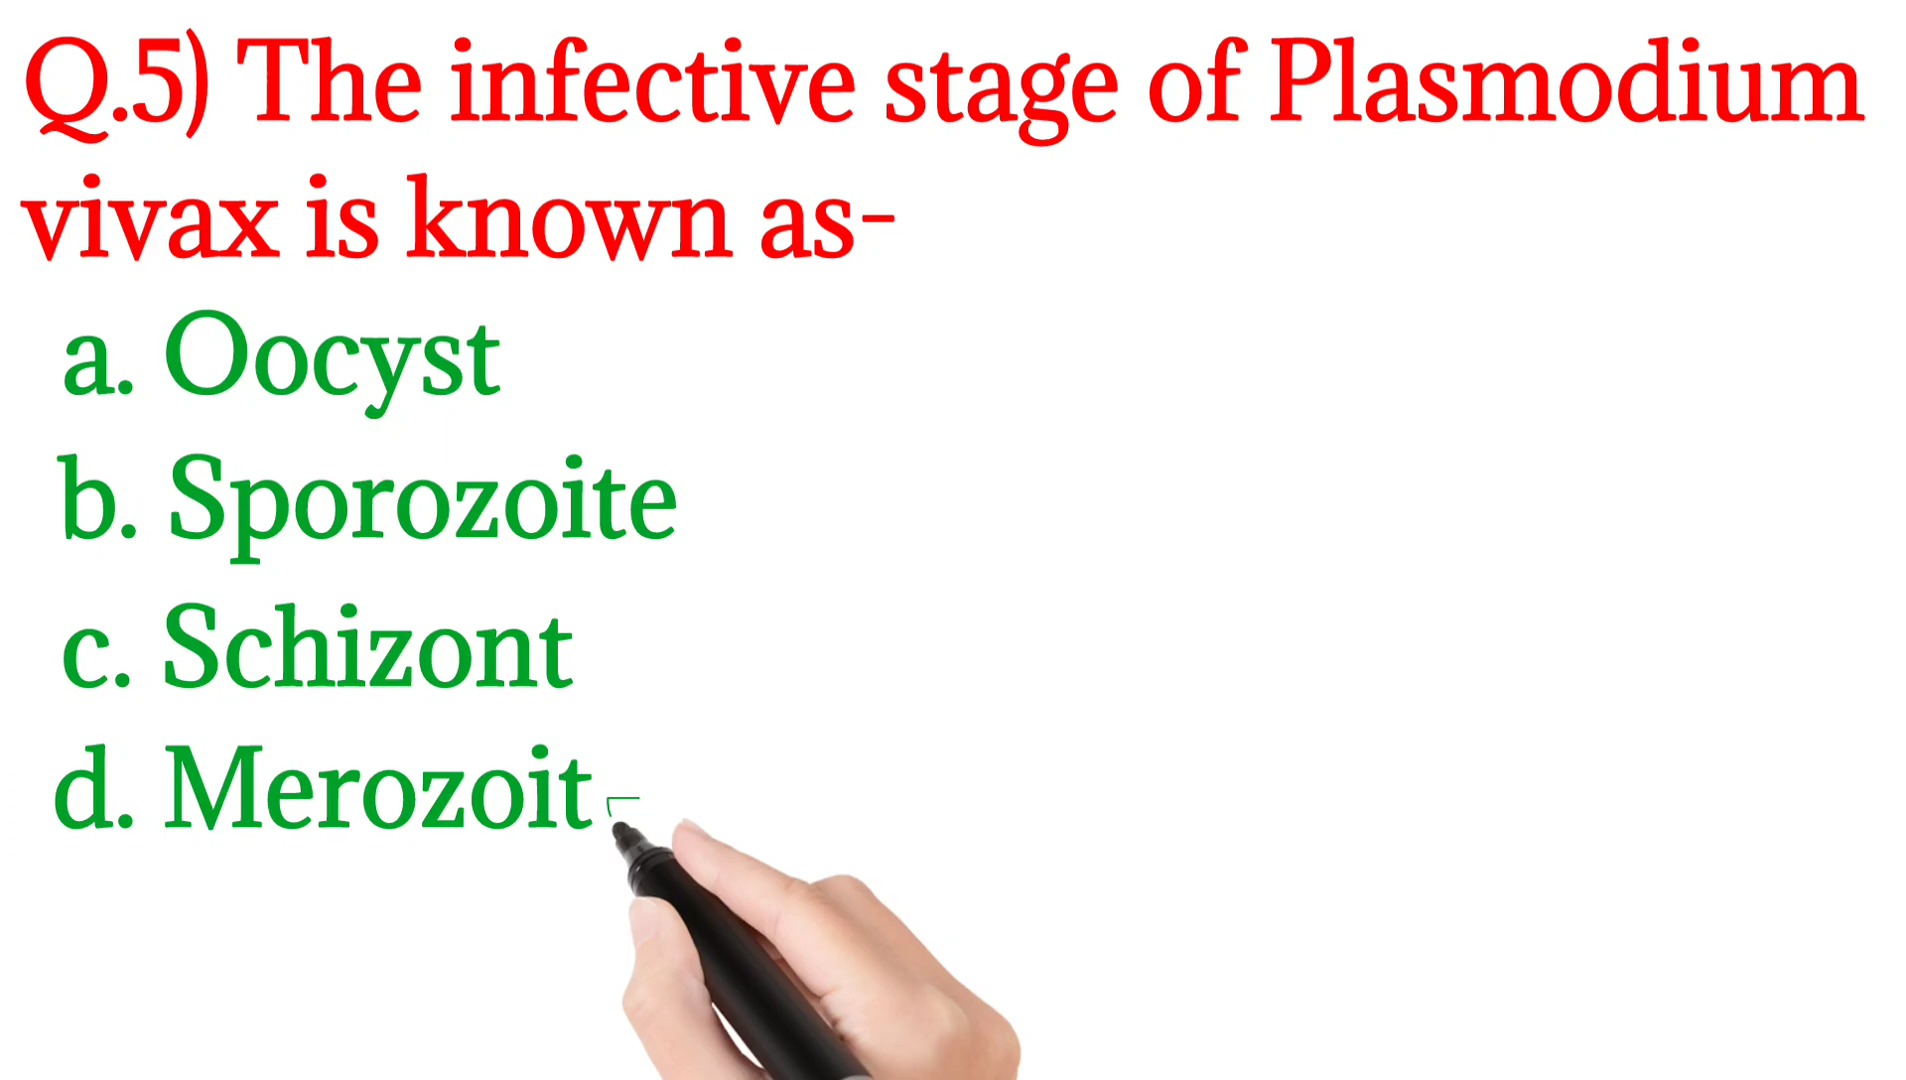 Q.5) The infective stage of Plasmodium
vivax is known as-
a. Oocyst
b. Sporozoite
c. Schizont
d. Merozoit